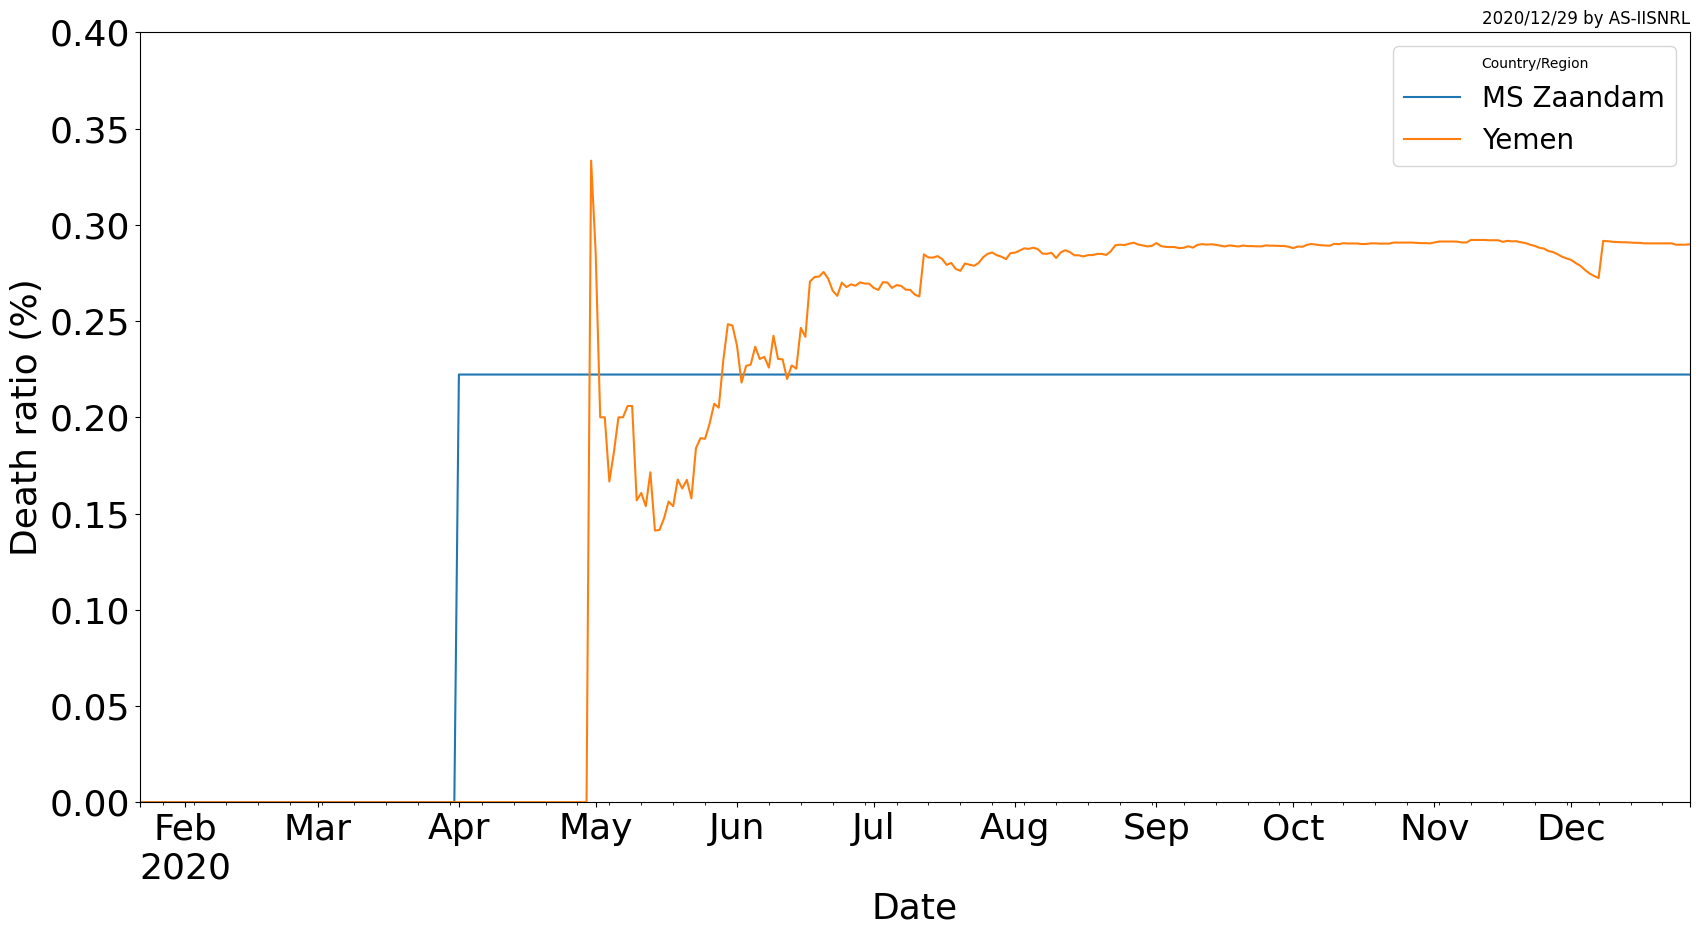 2020/12/29 by AS-IISNRL
Country/Region
MS Zaandam
Yemen
Death ratio (%)
0.40
0.35
0.30
0.25
0.20
0.15
0.10
0.05
0.00
Feb Mar Apr May Jun Jul Aug Sep Oct Nov Dec
2020
Date